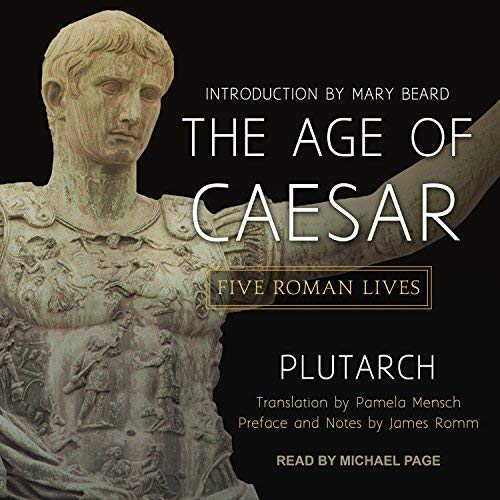 INTRODUCTION BY MARY BEARD
THE AGE OF
CAESAR
FIVE ROMAN LIVES
PLUTARCH
Translation by Pamela Mensch
Preface and Notes by James Romm
READ BY MICHAEL PAGE